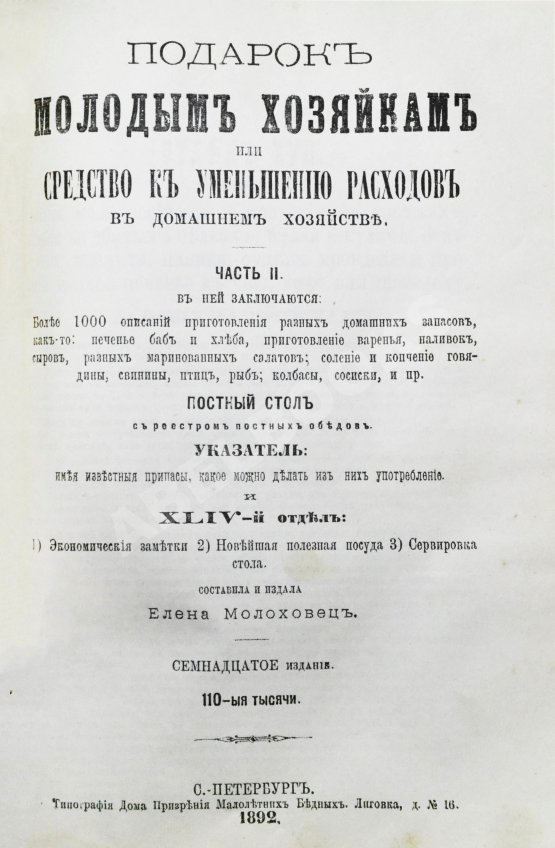 ПОДАРОКЪ
МОЛОДЫМЪ ХОЗЯЙКАМЪ
ИЛИ
СРЕДСТВО КЪ УМЕНЬШЕНІЮ РАСХОДОВЪ
ВЪ ДОМАШНЕМЪ ХОЗЯЙСТВѢ.
ЧАСТЬ II.
ВЪ НЕЙ ЗАКЛЮЧАЮТСЯ:
Болѣе 1000 описаній приготовленія разныхъ домашнихъ запасовъ,
какъ-то: печенье бабъ и хлѣба, приготовленіе варенья, наливокъ,
сыровъ, разныхъ маринованныхъ салатовъ; соленіе и копченіе говя-
дины, свинины, птицъ, рыбъ; колбасы, сосиски, и пр.
ПОСТНЫЙ СТОЛЪ
съ реестромъ постныхъ обѣдовъ.
УКАЗАТЕЛЬ:
имѣя извѣстныя припасы, какое можно дѣлать изъ нихъ употребленіе.
и
XLIV-й отдѣлъ:
1) Экономическія замѣтки 2) Новѣйшая полезная посуда 3) Сервировка
стола.
СОСТАВИЛА И ИЗДАЛА
Елена Молоховецъ.
СЕМНАДЦАТОЕ ИЗДАНІЕ.
110-ыя тысячи.
С.-ПЕТЕРБУРГЪ.
Типографія Дома Призрѣнія Малолѣтнихъ Бѣдныхъ. Лиговка, д. № 16.
1892.